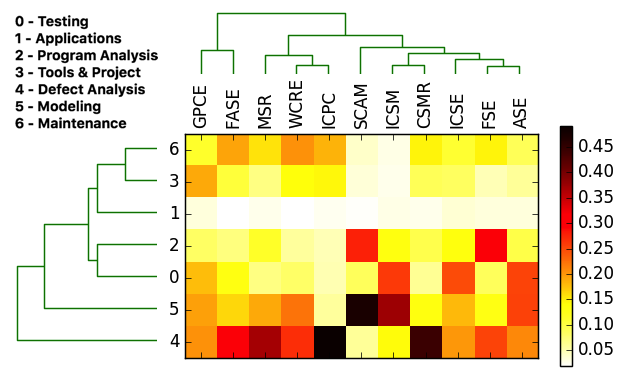 0 - Testing
1 - Applications
2 - Program Analysis
3 - Tools & Project
4 - Defect Analysis
5 - Modeling
6 - Maintenance
GPCE
FASE
MSR
WCRE
ICPC
SCAM
ICSM
CSMR
ICSE
FSE
ASE
6
3
1
2
0
5
4
0.45
0.40
0.35
0.30
0.25
0.20
0.15
0.10
0.05